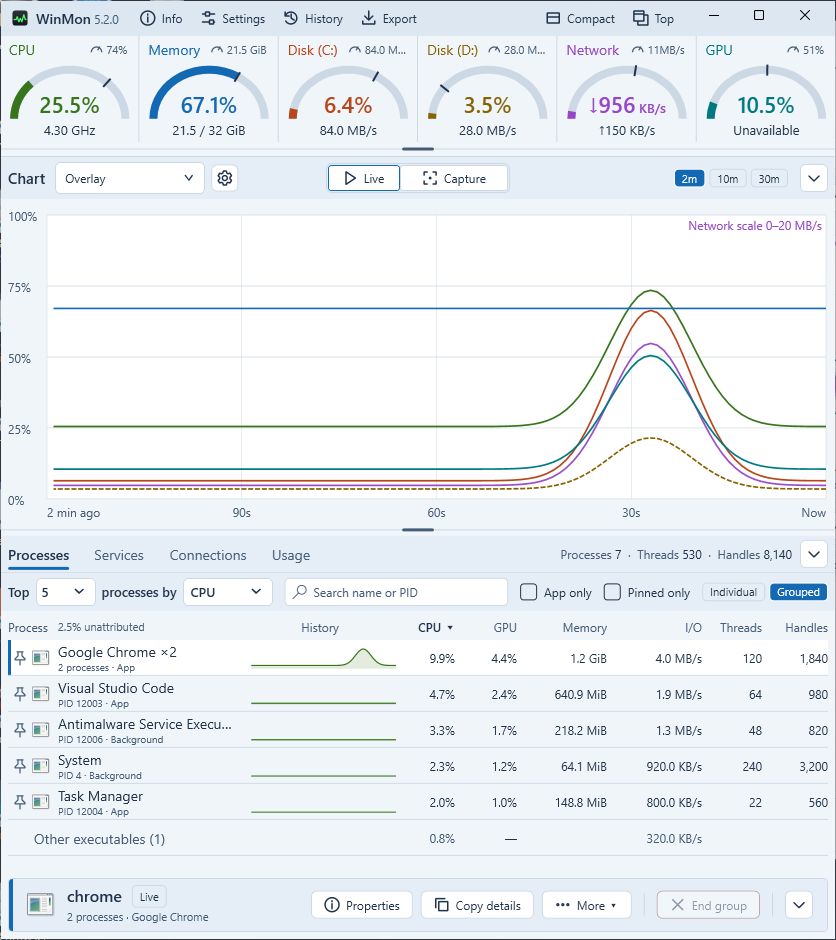 WinMon 5.2.0 Info Settings History Export Compact Top
CPU 74% Memory 21.5 GiB Disk (C:) 84.0 M... Disk (D:) 28.0 M... Network 11MB/s GPU 51%
25.5% 67.1% 6.4% 3.5% ↓956 KB/s 10.5%
4.30 GHz 21.5 / 32 GiB 84.0 MB/s 28.0 MB/s ↑150 KB/s Unavailable
Chart Overlay Live Capture 2m 10m 30m
100%
Network scale 0–20 MB/s
75%
50%
25%
0%
2 min ago 90s 60s 30s Now
Processes Services Connections Usage Processes 7 · Threads 530 · Handles 8,140
Top 5 processes by CPU Search name or PID App only Pinned only Individual Grouped
Process 2.5% unattributed History CPU ▼ GPU Memory I/O Threads Handles
Google Chrome ×2 9.9% 4.4% 1.2 GiB 4.0 MB/s 120 1,840
2 processes · App
Visual Studio Code 4.7% 2.4% 640.9 MiB 1.9 MB/s 64 980
PID 12003 · App
Antimalware Service Execu... 3.3% 1.7% 218.2 MiB 1.3 MB/s 48 820
PID 12006 · Background
System 2.3% 1.2% 64.1 MiB 920.0 KB/s 240 3,200
PID 4 · Background
Task Manager 2.0% 1.0% 148.8 MiB 800.0 KB/s 22 560
PID 12004 · App
Other executables (1) 0.8% — 320.0 KB/s
chrome Live
2 processes · Google Chrome
Properties Copy details ••• More ▾ End group